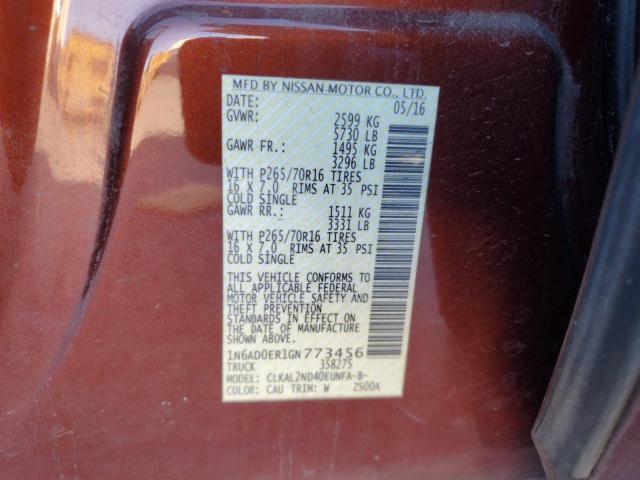 MFD BY NISSAN MOTOR CO., LTD.
DATE: 05/16
GVWR: 2599 KG
5730 LB
GAWR FR.: 1495 KG
3296 LB
WITH P265/70R16 TIRES
16 X 7.0 RIMS AT 35 PSI
COLD SINGLE
GAWR RR.: 1511 KG
3331 LB
WITH P265/70R16 TIRES
16 X 7.0 RIMS AT 35 PSI
COLD SINGLE
THIS VEHICLE CONFORMS TO
ALL APPLICABLE FEDERAL
MOTOR VEHICLE SAFETY AND
THEFT PREVENTION
STANDARDS IN EFFECT ON
THE DATE OF MANUFACTURE
SHOWN ABOVE.
1N6AD0ER1GN773456
TRUCK 358275
MODEL: CLKAL2ND40EUNFA-B-
COLOR: CAU TRIM: W 2S00A